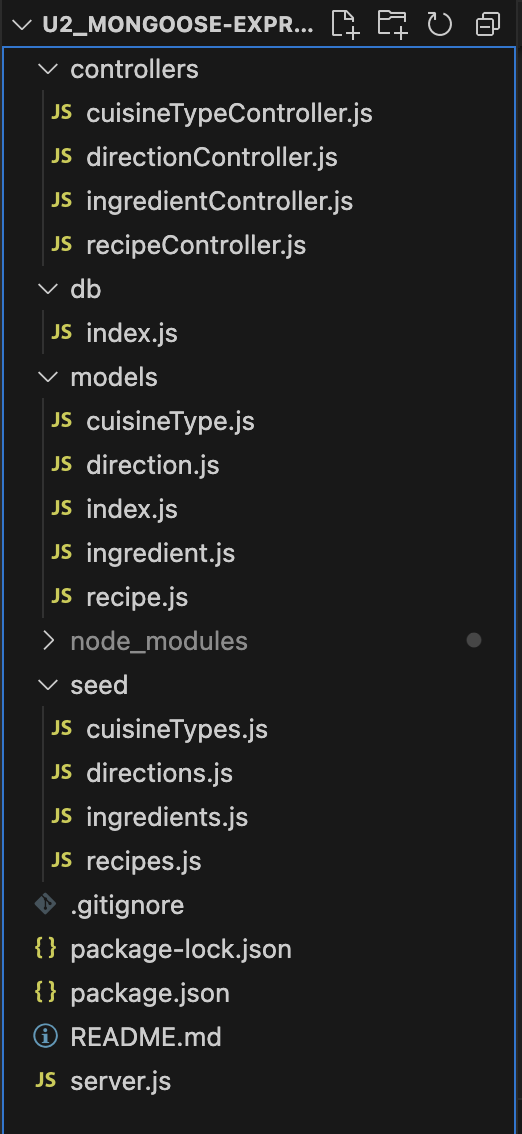 U2_MONGOOSE-EXPR...
controllers
JS cuisineTypeController.js
JS directionController.js
JS ingredientController.js
JS recipeController.js
db
JS index.js
models
JS cuisineType.js
JS direction.js
JS index.js
JS ingredient.js
JS recipe.js
node_modules
seed
JS cuisineTypes.js
JS directions.js
JS ingredients.js
JS recipes.js
.gitignore
{} package-lock.json
{} package.json
README.md
JS server.js